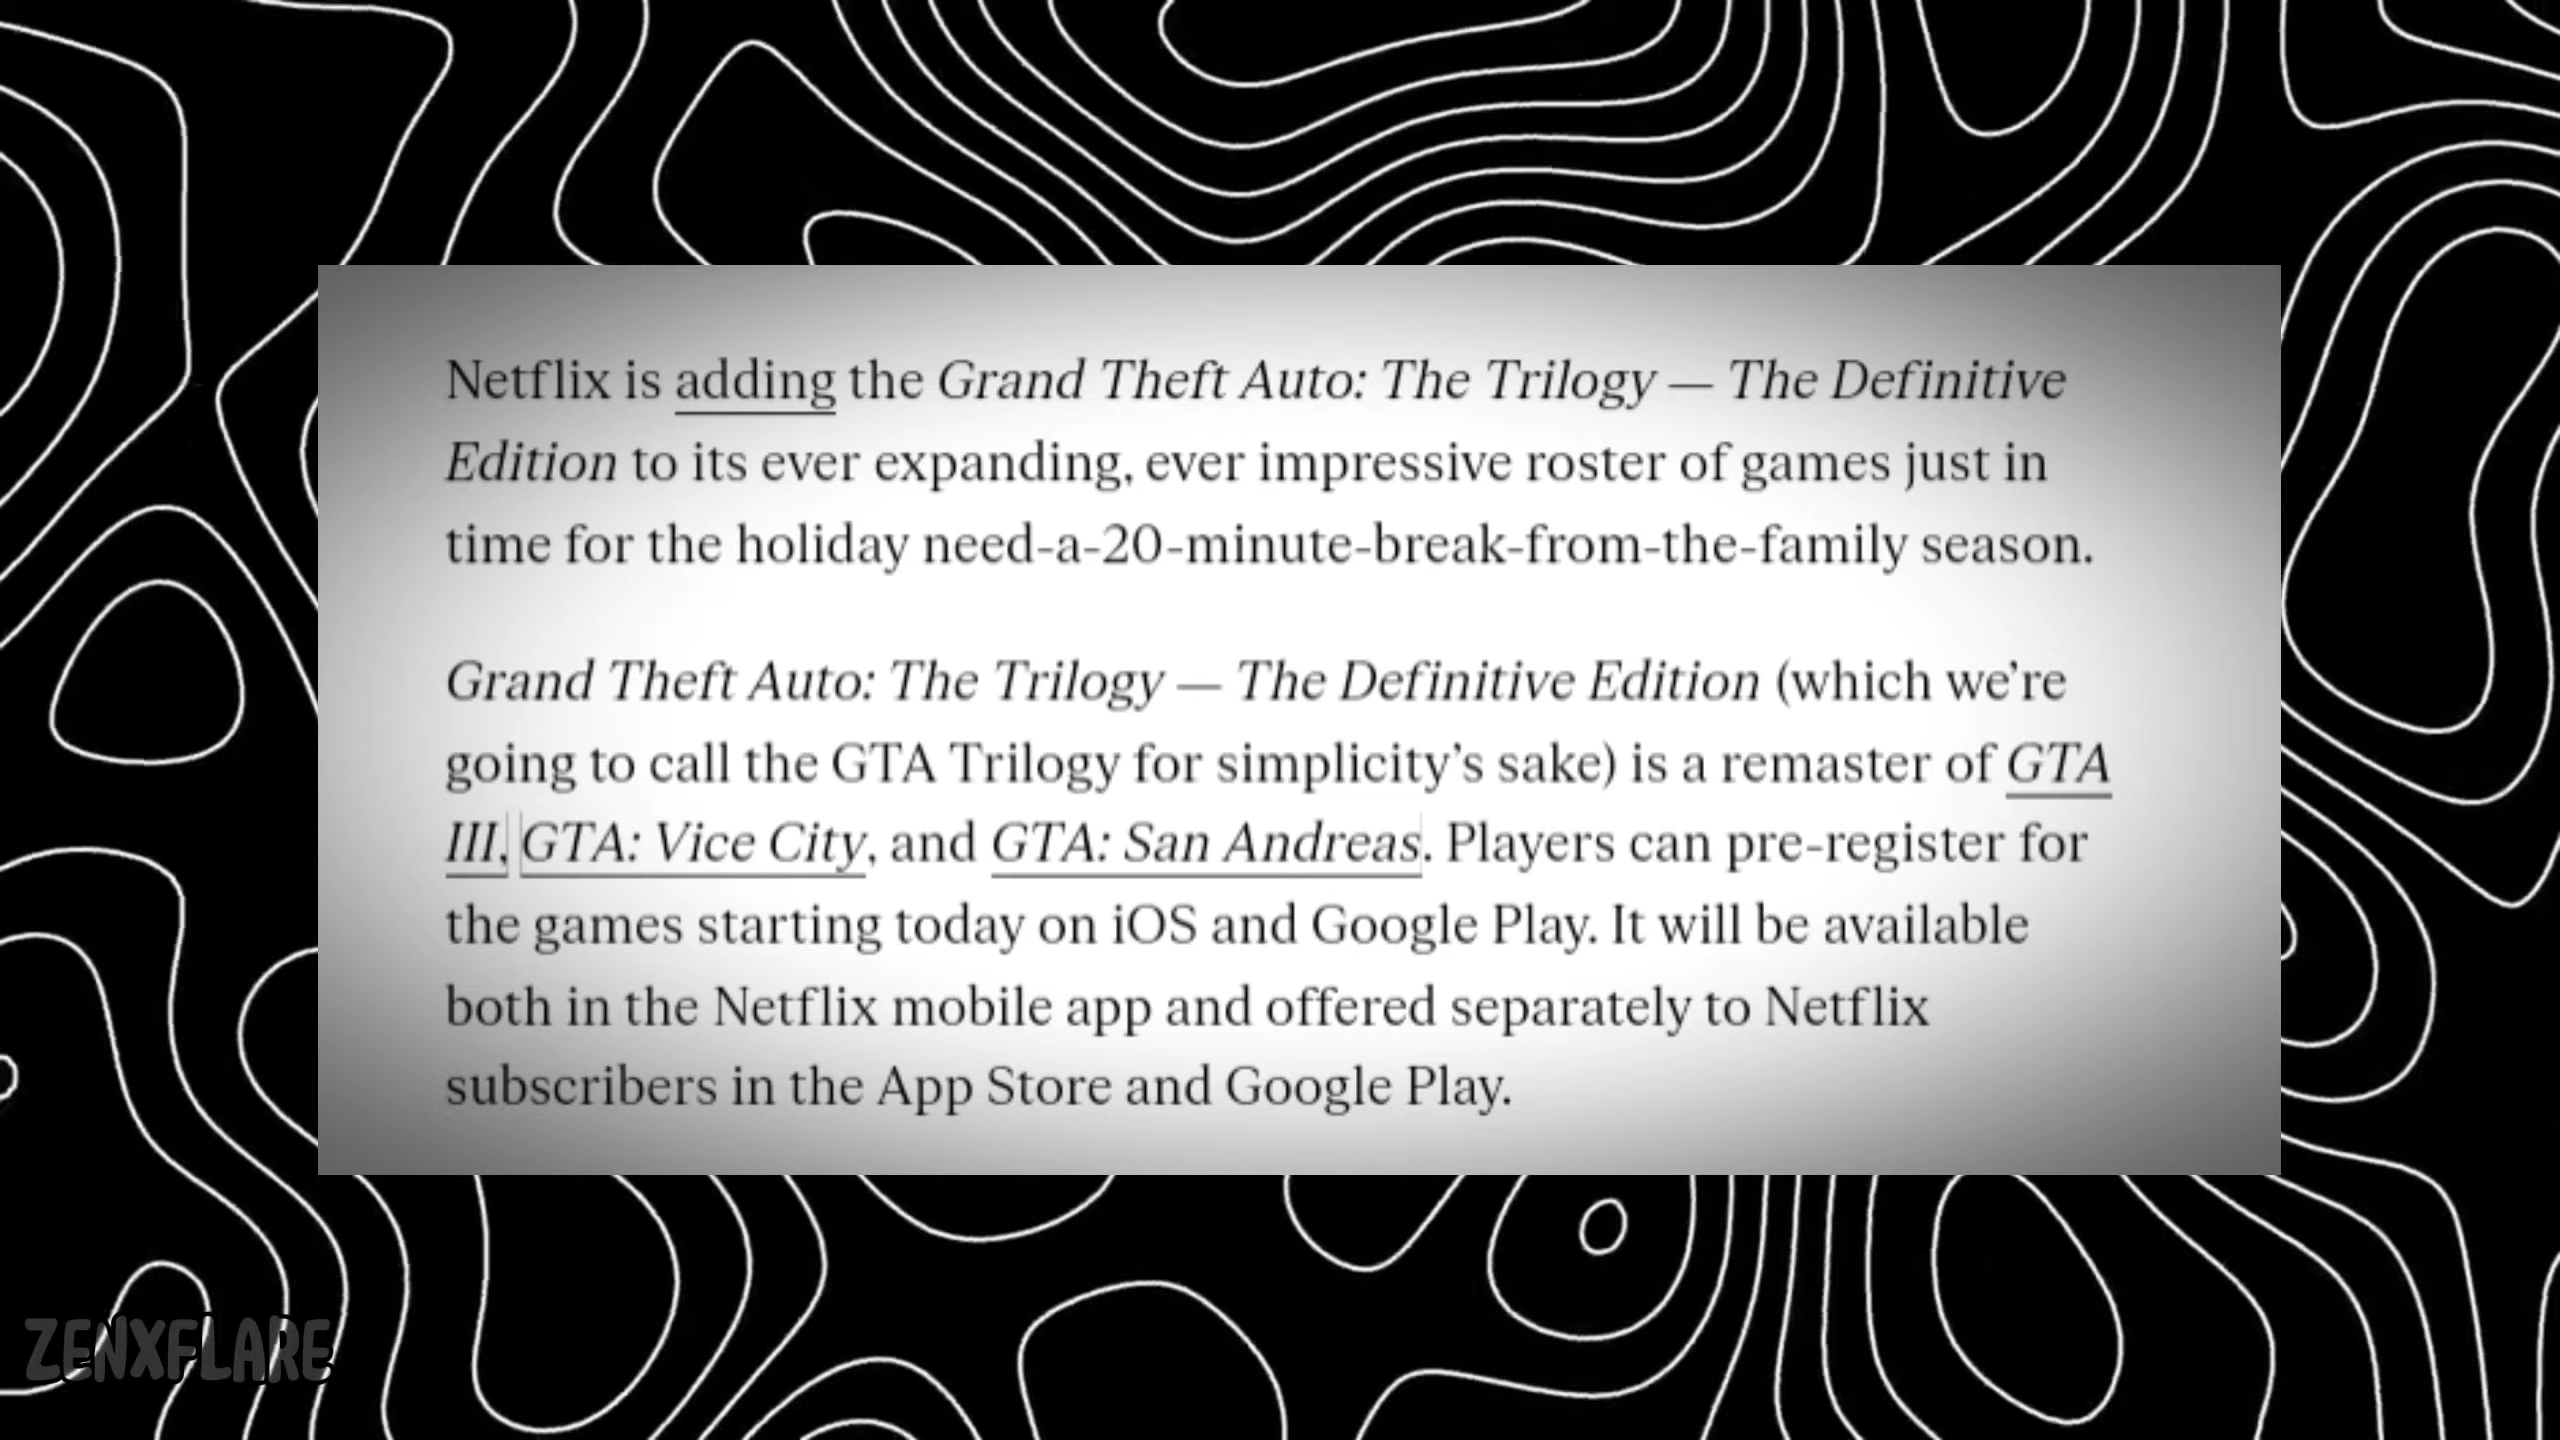 Netflix is adding the Grand Theft Auto: The Trilogy — The Definitive
Edition to its ever expanding, ever impressive roster of games just in
time for the holiday need-a-20-minute-break-from-the-family season.
Grand Theft Auto: The Trilogy — The Definitive Edition (which we’re
going to call the GTA Trilogy for simplicity’s sake) is a remaster of GTA
III, GTA: Vice City, and GTA: San Andreas. Players can pre-register for
the games starting today on iOS and Google Play. It will be available
both in the Netflix mobile app and offered separately to Netflix
subscribers in the App Store and Google Play.
ZENXFLARE